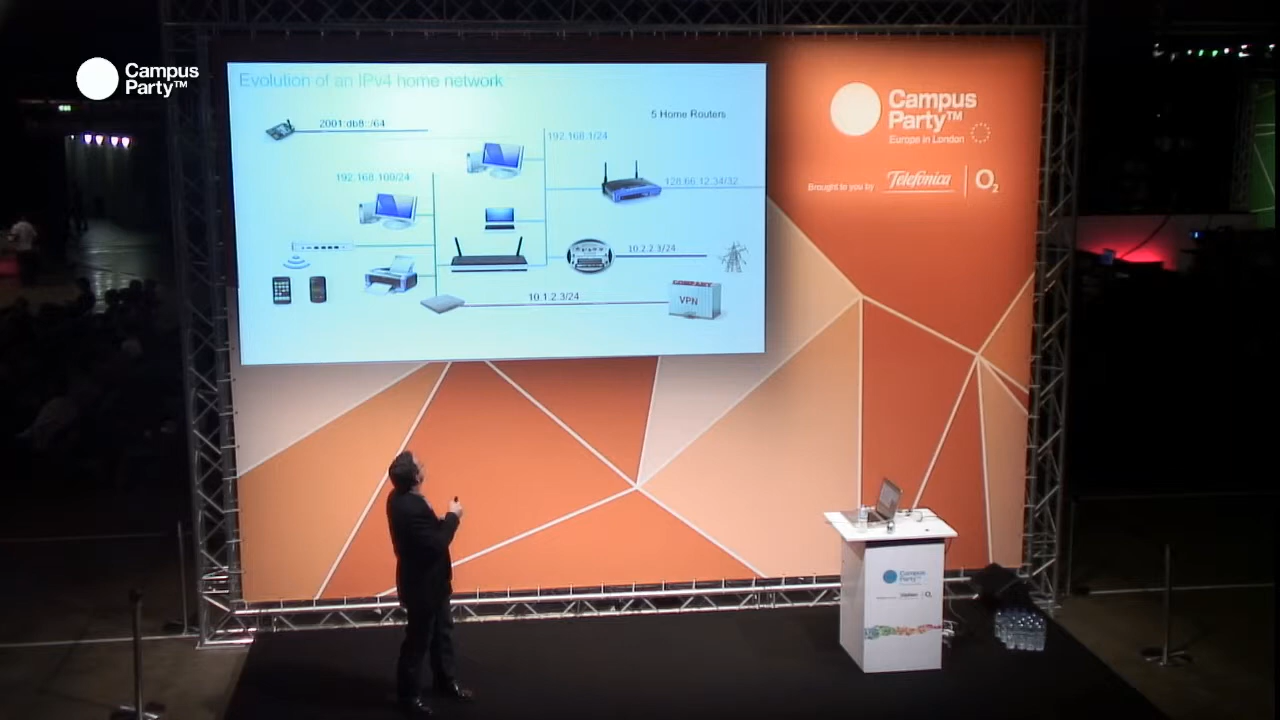 Campus
Party™
Evolution of an IPv4 home network
5 Home Routers
2001:db8::/64
192.168.1/24
192.168.100/24
128.66.12.34/32
10.2.2.3/24
10.1.2.3/24
COMPANY
VPN
Campus
Party™
Europe in London
Brought to you by Telefónica O2
Campus
Party™